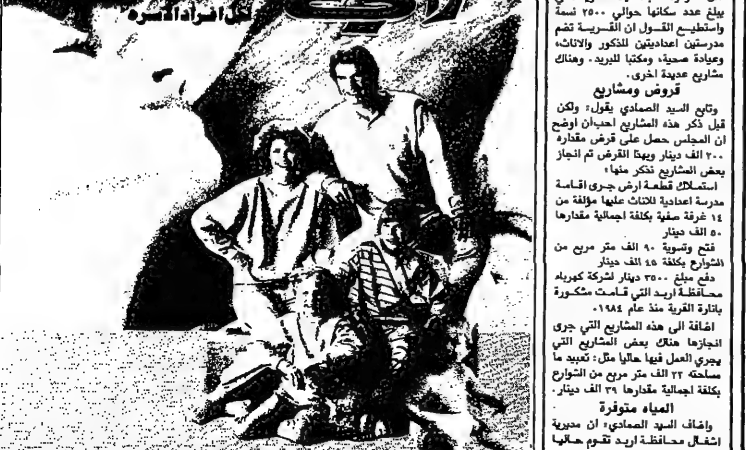 لكل افراد الاسرة
يبلغ عدد سكانها حوالي ٢٥٠٠ نسمة
واستطيع القول ان القرية تضم
مدرستين اعداديتين للذكور والاناث،
وعيادة صحية، ومكتبا للبريد. وهناك
مشاريع عديدة اخرى.
قروض ومشاريع
وتابع السيد الصمادي يقول: ولكن
قبل ذكر هذه المشاريع احب ان اوضح
ان المجلس حصل على قرض مقداره
٢٠٠ الف دينار وبهذا القرض تم انجاز
بعض المشاريع نذكر منها:
استملاك قطعة ارض جرى اقامة
مدرسة اعدادية للاناث عليها مؤلفة من
١٤ غرفة صفية بكلفة اجمالية مقدارها
٥٠ الف دينار
فتح وتسوية ٩٠ الف متر مربع من
الشوارع بكلفة ٤٥ الف دينار
دفع مبلغ ٣٥٠٠ دينار لشركة كهرباء
محافظة اربد التي قامت مشكورة
بانارة القرية منذ عام ١٩٨٤.
اضافة الى هذه المشاريع التي جرى
انجازها هناك بعض المشاريع التي
يجري العمل فيها حاليا مثل: تعبيد ما
مساحته ٢٢ الف متر مربع من الشوارع
بكلفة اجمالية مقدارها ٣٩ الف دينار.
المياه متوفرة
واضاف السيد الصمادي: ان مديرية
اشغال محافظة اربد تقوم حاليا